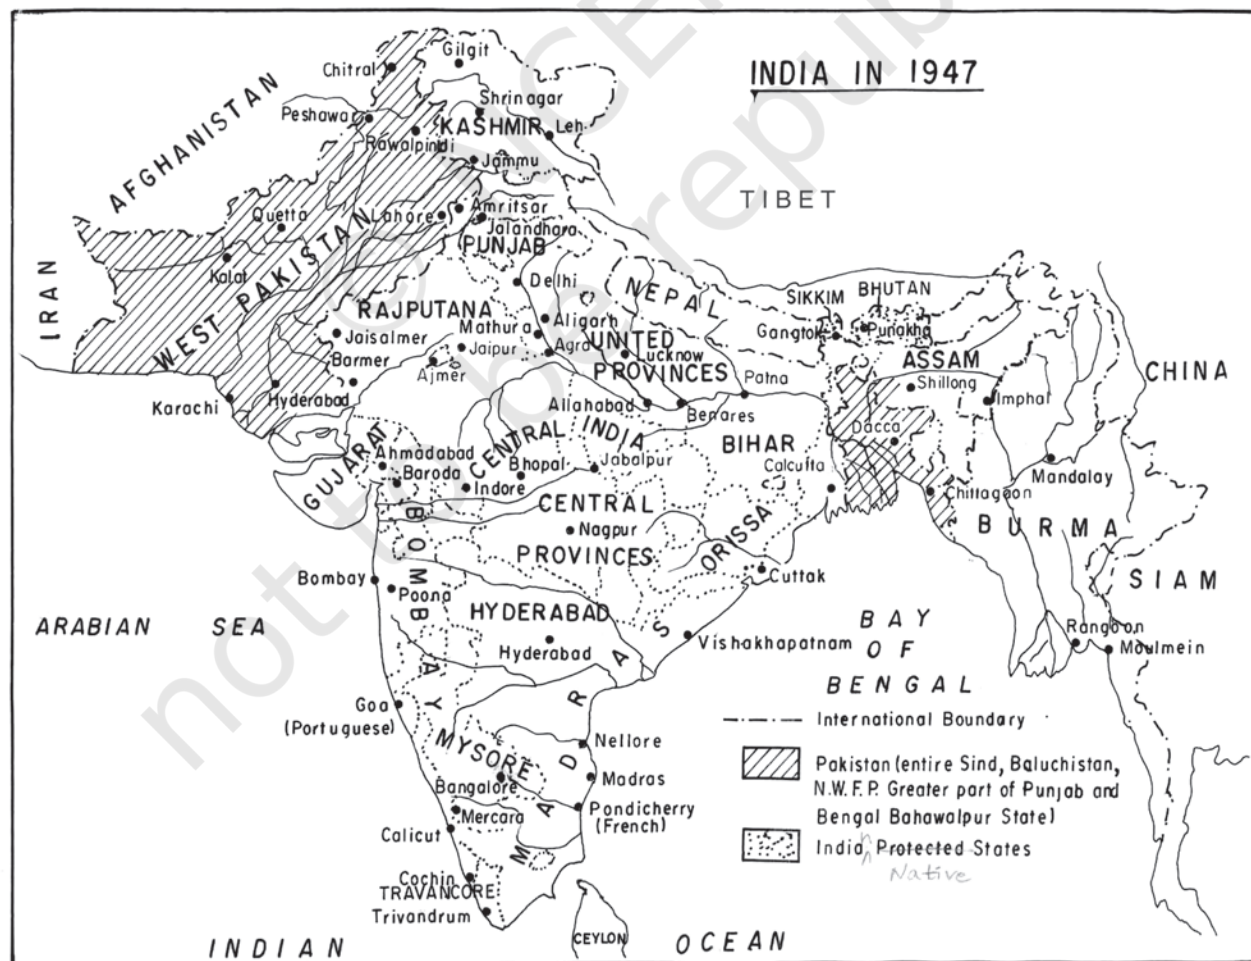 INDIA IN 1947
© NCE
not to be republ
AFGHANISTAN
IRAN
TIBET
CHINA
SIAM
BURMA
NEPAL
SIKKIM
BHUTAN
CEYLON
WEST PAKISTAN
KASHMIR
PUNJAB
RAJPUTANA
UNITED
PROVINCES
ASSAM
BIHAR
CENTRAL INDIA
GUJARAT
CENTRAL
PROVINCES
ORISSA
BOMBAY
HYDERABAD
MYSORE
MADRAS
TRAVANCORE
Gilgit
Chitral
Shrinagar
Peshawar
Rawalpindi
Leh
Jammu
Amritsar
Lahore
Jalandhara
Quetta
Kalat
Delhi
Jaisalmer
Mathura
Aligarh
Jaipur
Agra
Lucknow
Barmer
Ajmer
Gangtok
Punakha
Patna
Shillong
Imphal
Karachi
Hyderabad
Allahabad
Benares
Dacca
Ahmadabad
Baroda
Indore
Bhopal
Jabalpur
Calcutta
Mandalay
Chittagoon
Nagpur
Cuttak
Bombay
Poona
Hyderabad
Vishakhapatnam
Rangoon
Moulmein
Goa
(Portuguese)
Nellore
Bangalore
Madras
Mercara
Pondicherry
(French)
Calicut
Cochin
Trivandrum
ARABIAN SEA
BAY
OF
BENGAL
INDIAN OCEAN
International Boundary
Pakistan (entire Sind, Baluchistan,
N.W.F.P. Greater part of Punjab and
Bengal Bahawalpur State)
India Protected States
Native